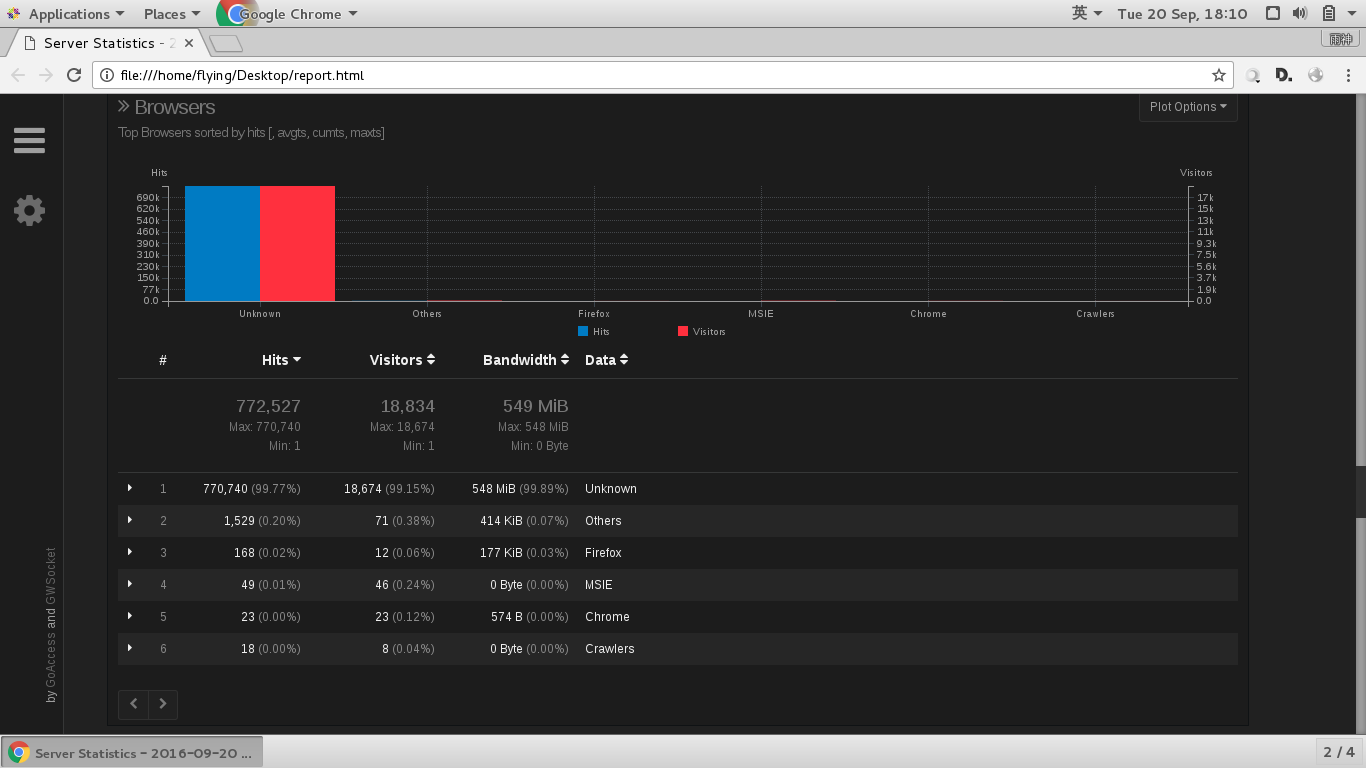 Applications Places Google Chrome 英 Tue 20 Sep, 18:10
Server Statistics - 2 雨神
file:///home/flying/Desktop/report.html D.
Browsers Plot Options
Top Browsers sorted by hits [, avgts, cumts, maxts]
Hits Visitors
690k 17k
620k 15k
540k 13k
460k 11k
390k 9.3k
310k 7.5k
230k 5.6k
150k 3.7k
77k 1.9k
0.0 0.0
Unknown Others Firefox MSIE Chrome Crawlers
Hits Visitors
# Hits Visitors Bandwidth Data
772,527 18,834 549 MiB
Max: 770,740 Max: 18,674 Max: 548 MiB
Min: 1 Min: 1 Min: 0 Byte
1 770,740 (99.77%) 18,674 (99.15%) 548 MiB (99.89%) Unknown
2 1,529 (0.20%) 71 (0.38%) 414 KiB (0.07%) Others
3 168 (0.02%) 12 (0.06%) 177 KiB (0.03%) Firefox
4 49 (0.01%) 46 (0.24%) 0 Byte (0.00%) MSIE
5 23 (0.00%) 23 (0.12%) 574 B (0.00%) Chrome
6 18 (0.00%) 8 (0.04%) 0 Byte (0.00%) Crawlers
by GoAccess and GWSocket
Server Statistics - 2016-09-20 ... 2 / 4